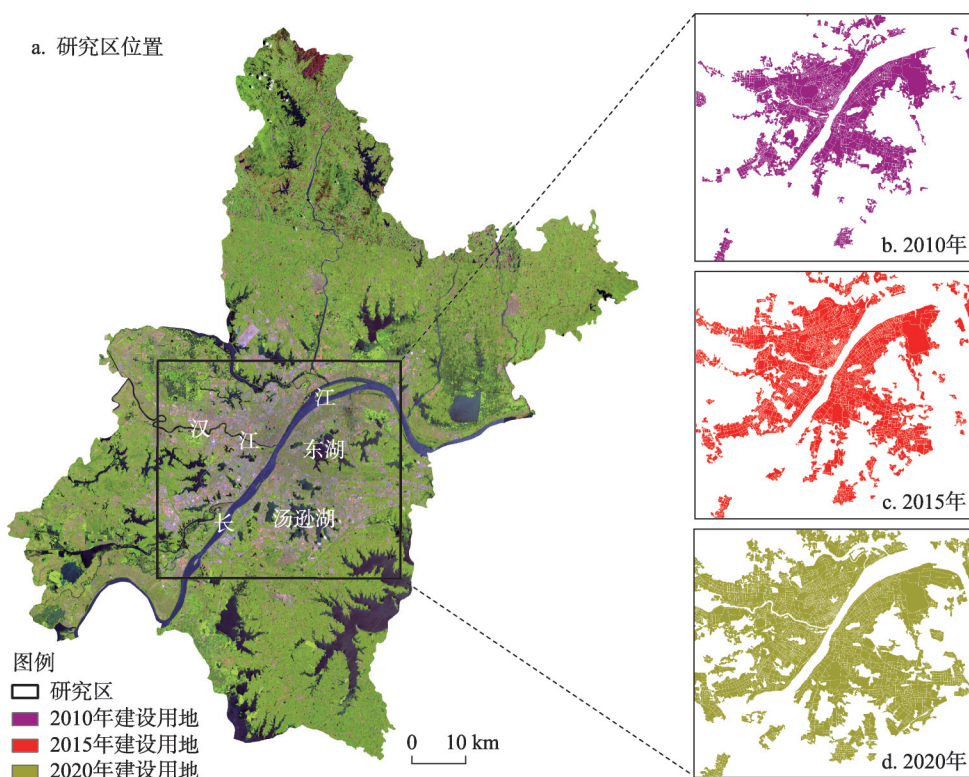 a. 研究区位置
b. 2010年
c. 2015年
d. 2020年
江
汉
江
东湖
长
汤逊湖
图例
研究区
2010年建设用地
2015年建设用地
2020年建设用地
0 10 km